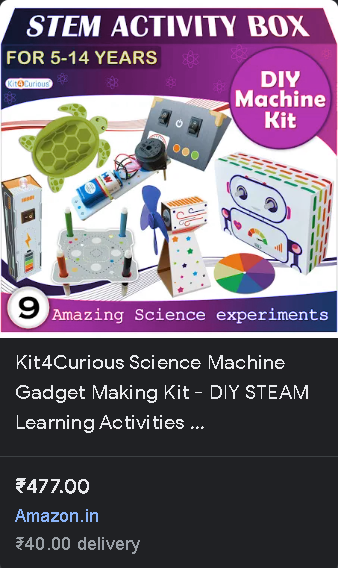 STEM ACTIVITY BOX
FOR 5-14 YEARS
Kit4Curious
DIY
Machine
Kit
9 Amazing Science experiments
Kit4Curious Science Machine
Gadget Making Kit - DIY STEAM
Learning Activities ...
₹477.00
Amazon.in
₹40.00 delivery